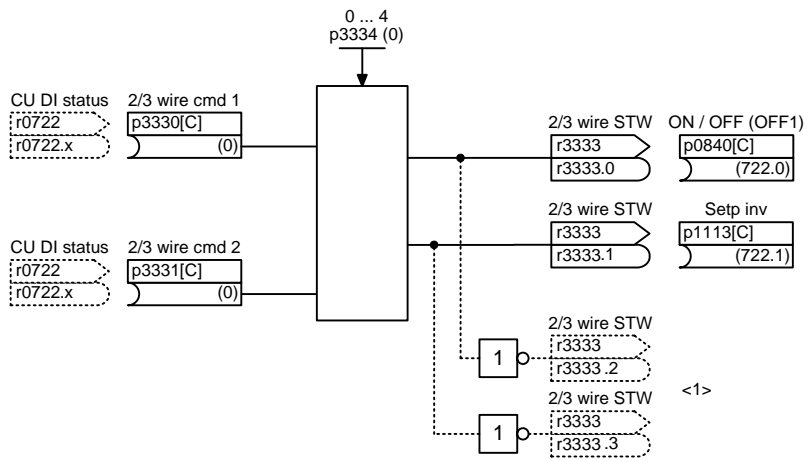 0 ... 4
p3334 (0)
CU DI status
r0722
r0722.x
2/3 wire cmd 1
p3330[C]
(0)
2/3 wire STW
r3333
r3333.0
ON / OFF (OFF1)
p0840[C]
(722.0)
2/3 wire STW
r3333
r3333.1
Setp inv
p1113[C]
(722.1)
CU DI status
r0722
r0722.x
2/3 wire cmd 2
p3331[C]
(0)
1
2/3 wire STW
r3333
r3333 .2
<1>
1
2/3 wire STW
r3333
r3333 .3